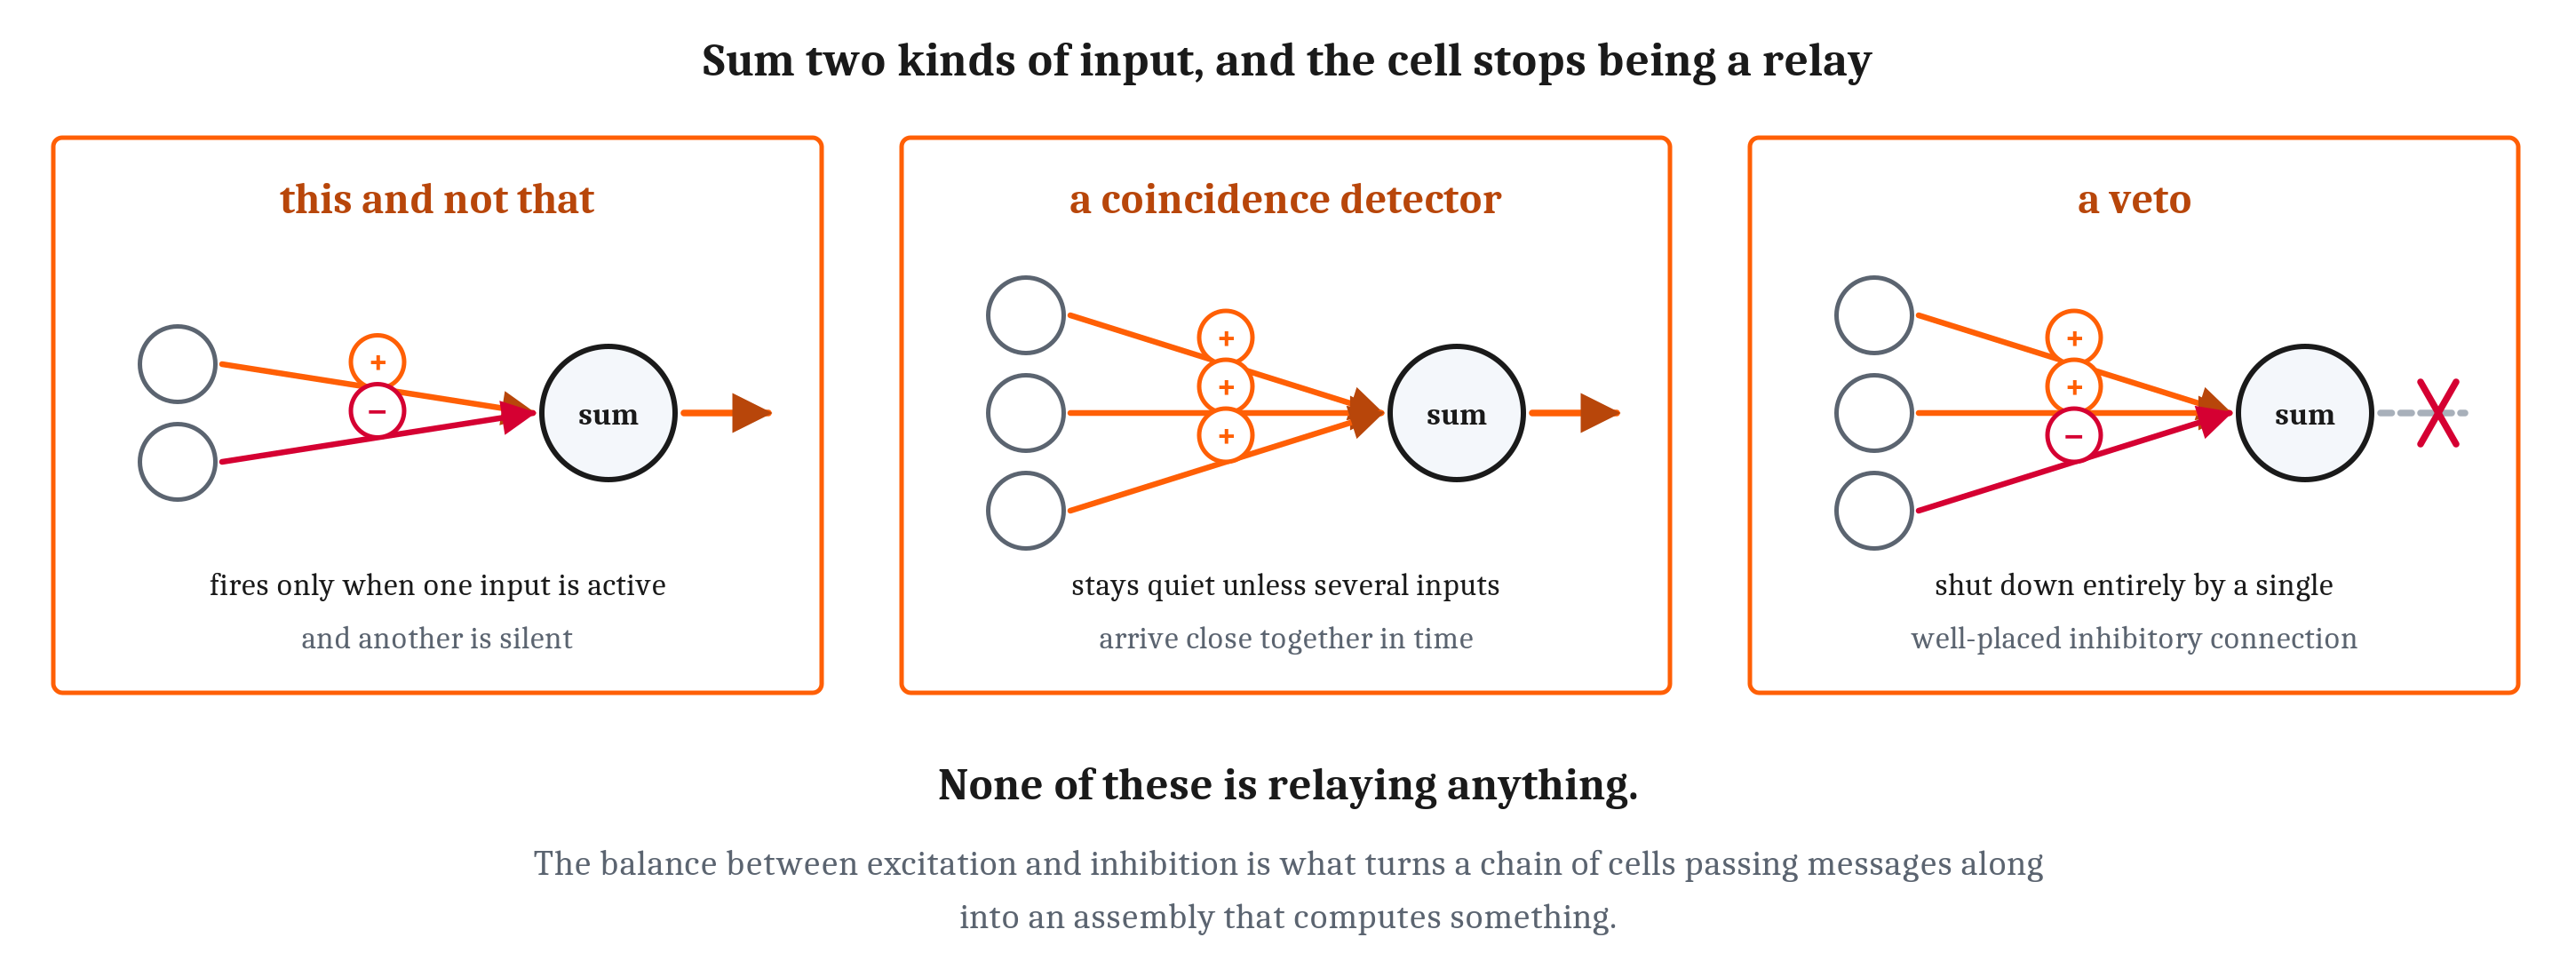 Sum two kinds of input, and the cell stops being a relay
this and not that
+
−
sum
fires only when one input is active
and another is silent
a coincidence detector
+
+
+
sum
stays quiet unless several inputs
arrive close together in time
a veto
+
+
−
sum
shut down entirely by a single
well-placed inhibitory connection
None of these is relaying anything.
The balance between excitation and inhibition is what turns a chain of cells passing messages along
into an assembly that computes something.